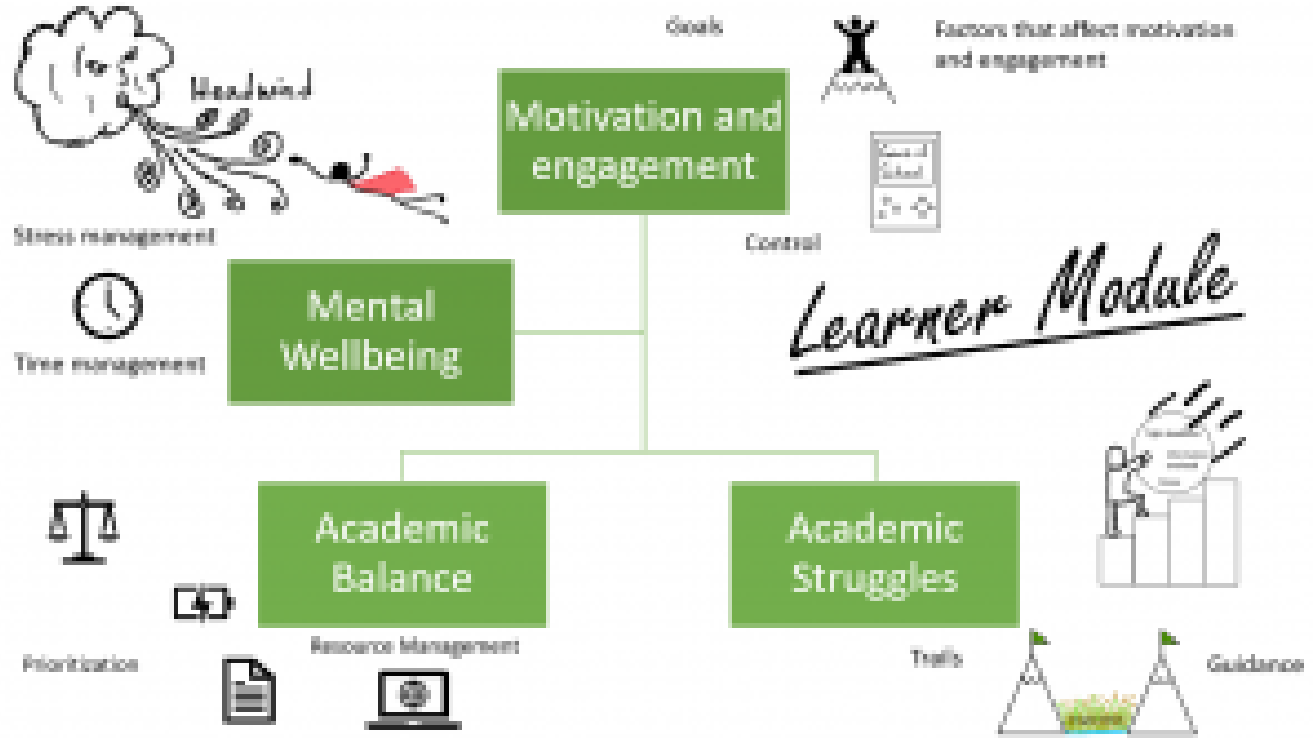 Goals
Factors that affect motivation
and engagement
Headwind
Motivation and
engagement
Stress management
Control
Learner Module
Mental
Wellbeing
Time management
Academic
Balance
Academic
Struggles
Resource Management
Prioritization
Guidance